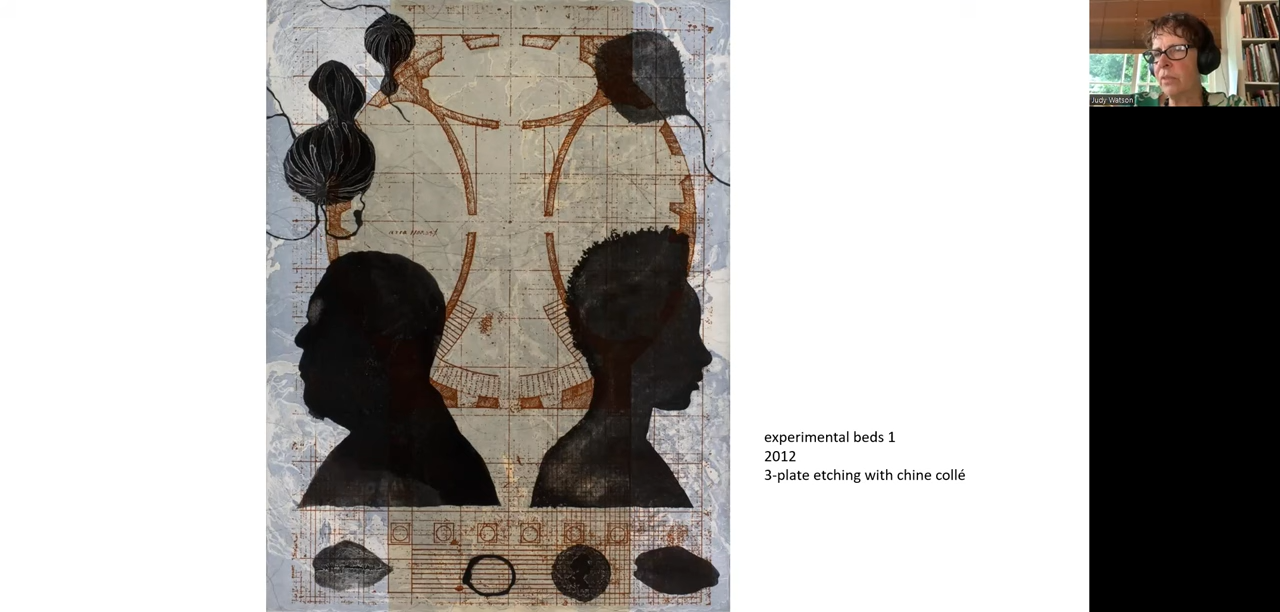 experimental beds 1
2012
3-plate etching with chine collé
Judy Watson